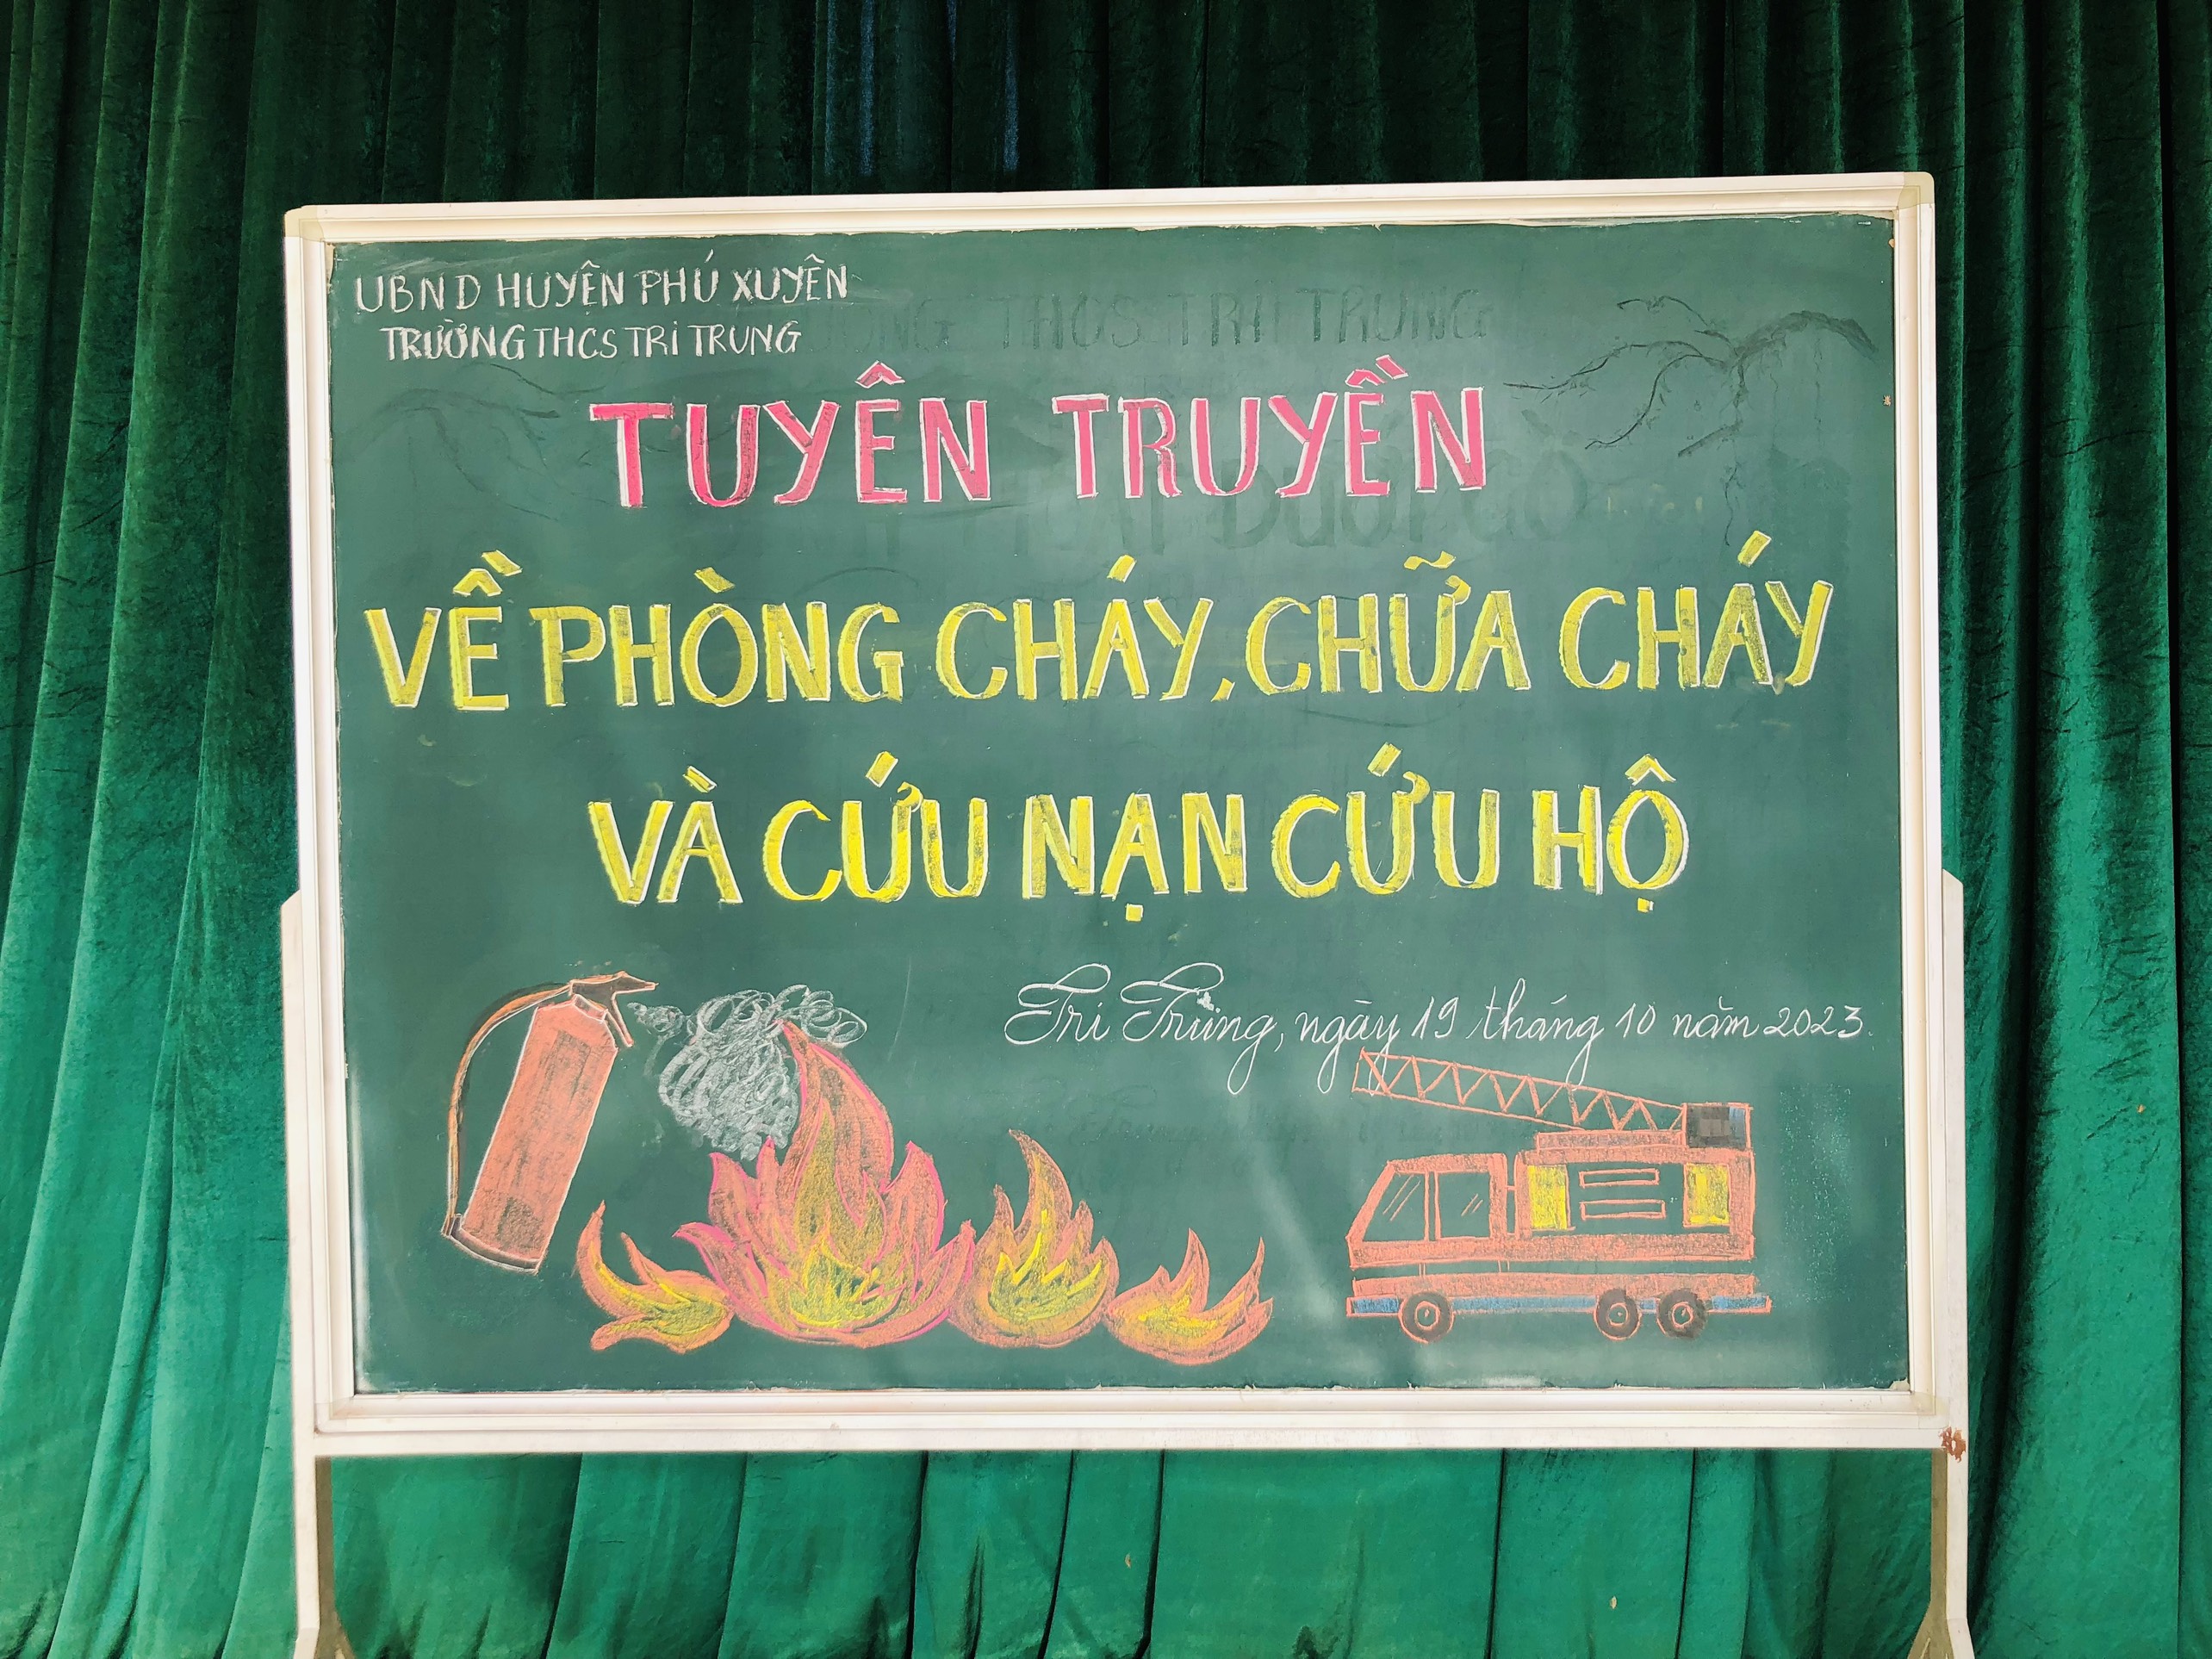 UBND HUYỆN PHÚ XUYÊN
TRƯỜNG THCS TRI TRUNG
TUYÊN TRUYỀN
VỀ PHÒNG CHÁY, CHỮA CHÁY
VÀ CỨU NẠN CỨU HỘ
Tri Trung, ngày 19 tháng 10 năm 2023